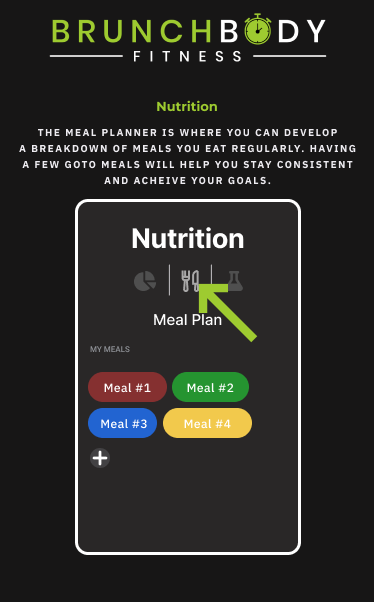 BRUNCHBODY
FITNESS
Nutrition
THE MEAL PLANNER IS WHERE YOU CAN DEVELOP
A BREAKDOWN OF MEALS YOU EAT REGULARLY. HAVING
A FEW GOTO MEALS WILL HELP YOU STAY CONSISTENT
AND ACHEIVE YOUR GOALS.
Nutrition
Meal Plan
MY MEALS
Meal #1 Meal #2
Meal #3 Meal #4